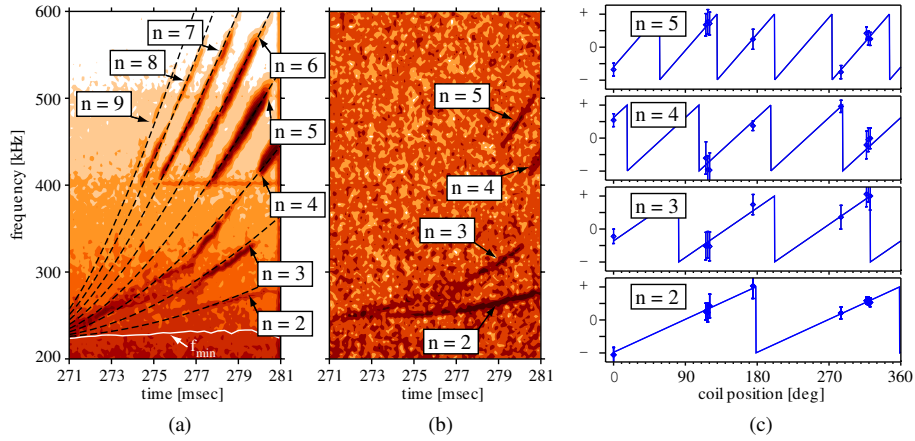 600
500
400
300
200
frequency [kHz]
n = 7
n = 8
n = 9
n = 6
n = 5
n = 4
n = 3
n = 2
f_min
271 273 275 277 279 281
time [msec]
(a)
n = 5
n = 4
n = 3
n = 2
271 273 275 277 279 281
time [msec]
(b)
+
0
−
n = 5
+
0
−
n = 4
+
0
−
n = 3
+
0
−
n = 2
0 90 180 270 360
coil position [deg]
(c)